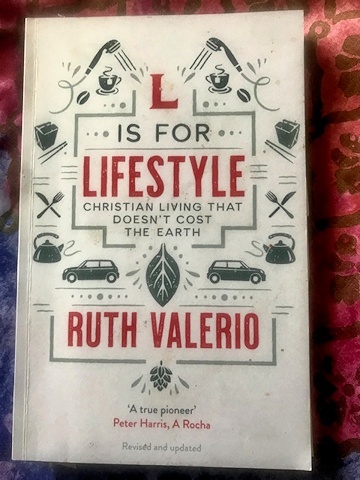 L
IS FOR
LIFESTYLE
CHRISTIAN LIVING THAT
DOESN'T COST
THE EARTH
RUTH VALERIO
'A true pioneer'
Peter Harris, A Rocha
Revised and updated